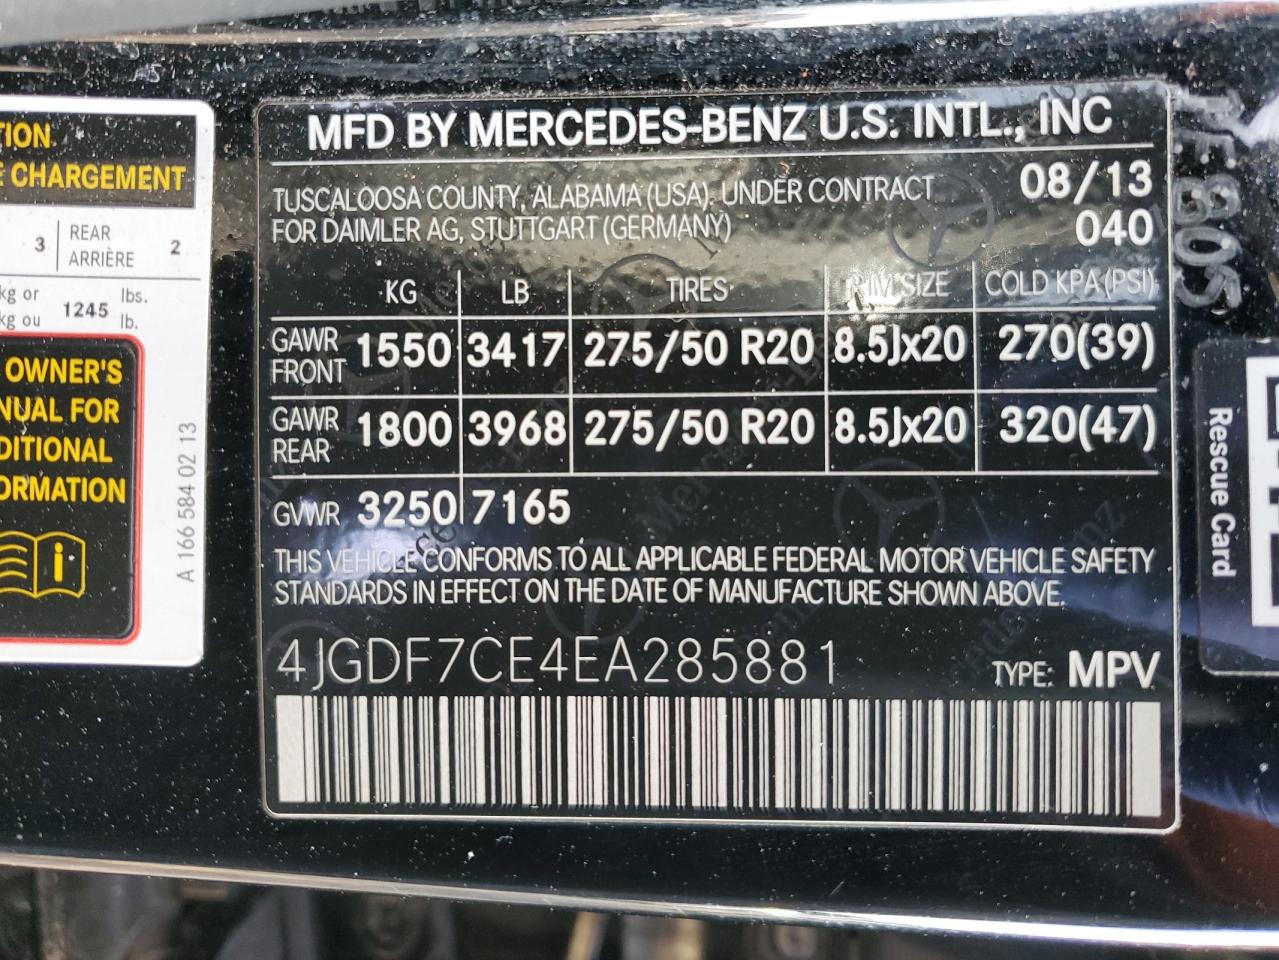 TION
E CHARGEMENT
3 REAR ARRIÈRE 2
kg or
kg ou 1245 lbs. lb.
OWNER'S
NUAL FOR
DITIONAL
ORMATION
A 166 584 02 13
MFD BY MERCEDES-BENZ U.S. INTL., INC
TUSCALOOSA COUNTY, ALABAMA (USA). UNDER CONTRACT 08/13
FOR DAIMLER AG, STUTTGART (GERMANY) 040
KG LB TIRES RIM SIZE COLD KPA (PSI)
GAWR FRONT 1550 3417 275/50 R20 8.5Jx20 270(39)
GAWR REAR 1800 3968 275/50 R20 8.5Jx20 320(47)
GVWR 3250 7165
THIS VEHICLE CONFORMS TO ALL APPLICABLE FEDERAL MOTOR VEHICLE SAFETY
STANDARDS IN EFFECT ON THE DATE OF MANUFACTURE SHOWN ABOVE.
4JGDF7CE4EA285881 TYPE: MPV
Rescue Card